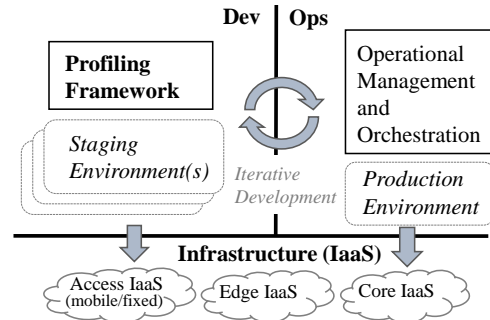 Dev Ops
Profiling
Framework
Operational
Management
and
Orchestration
Staging
Environment(s)
Iterative
Development
Production
Environment
Infrastructure (IaaS)
Access IaaS
(mobile/fixed)
Edge IaaS
Core IaaS